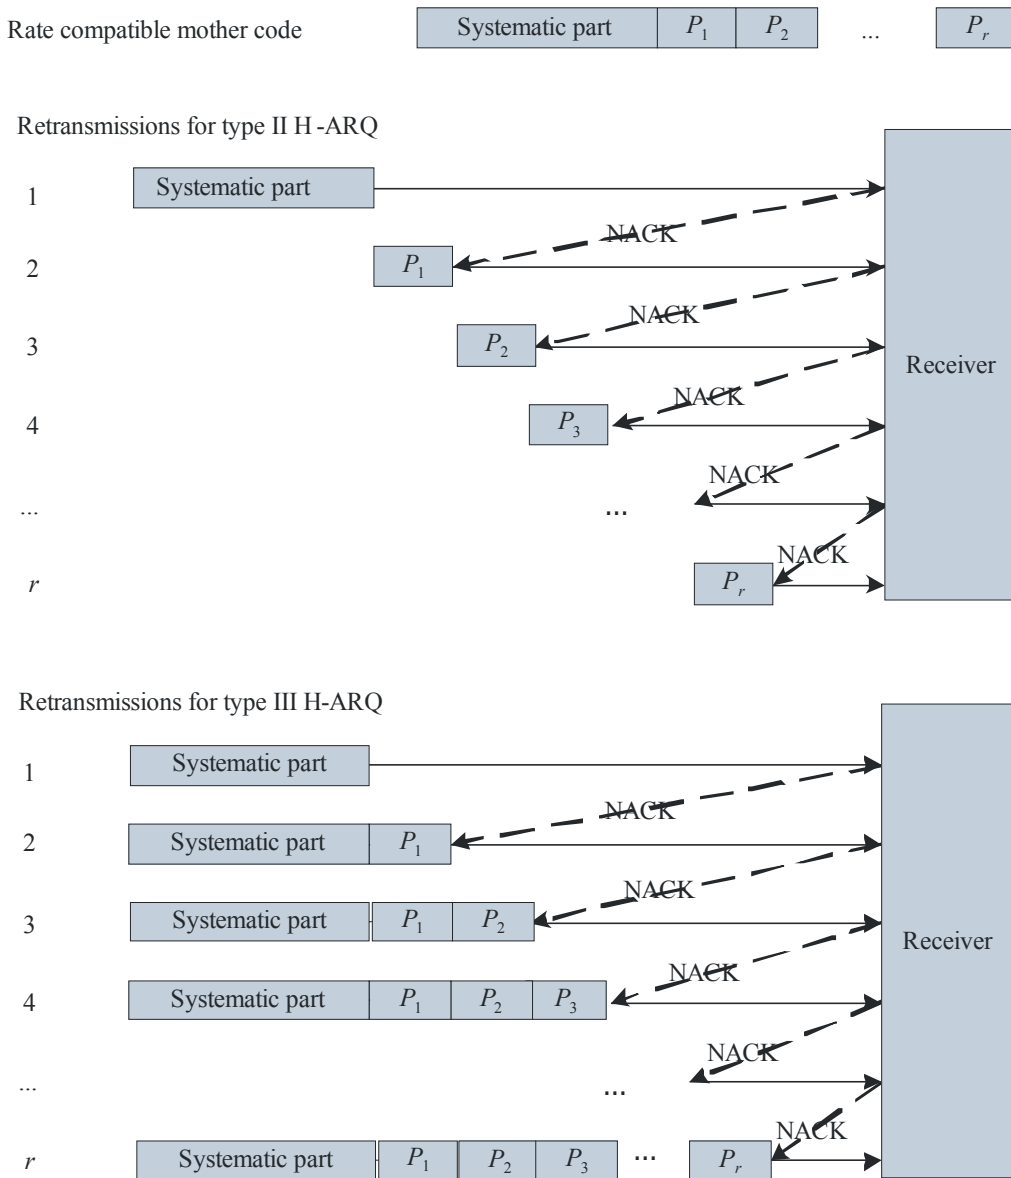 Rate compatible mother code Systematic part P1 P2 ... Pr
Retransmissions for type II H -ARQ
1 Systematic part
NACK
2 P1
NACK
3 P2
Receiver
NACK
4 P3
NACK
... ...
NACK
r Pr
Retransmissions for type III H-ARQ
1 Systematic part
NACK
2 Systematic part P1
NACK
3 Systematic part P1 P2
Receiver
NACK
4 Systematic part P1 P2 P3
NACK
... ...
NACK
r Systematic part P1 P2 P3 ... Pr